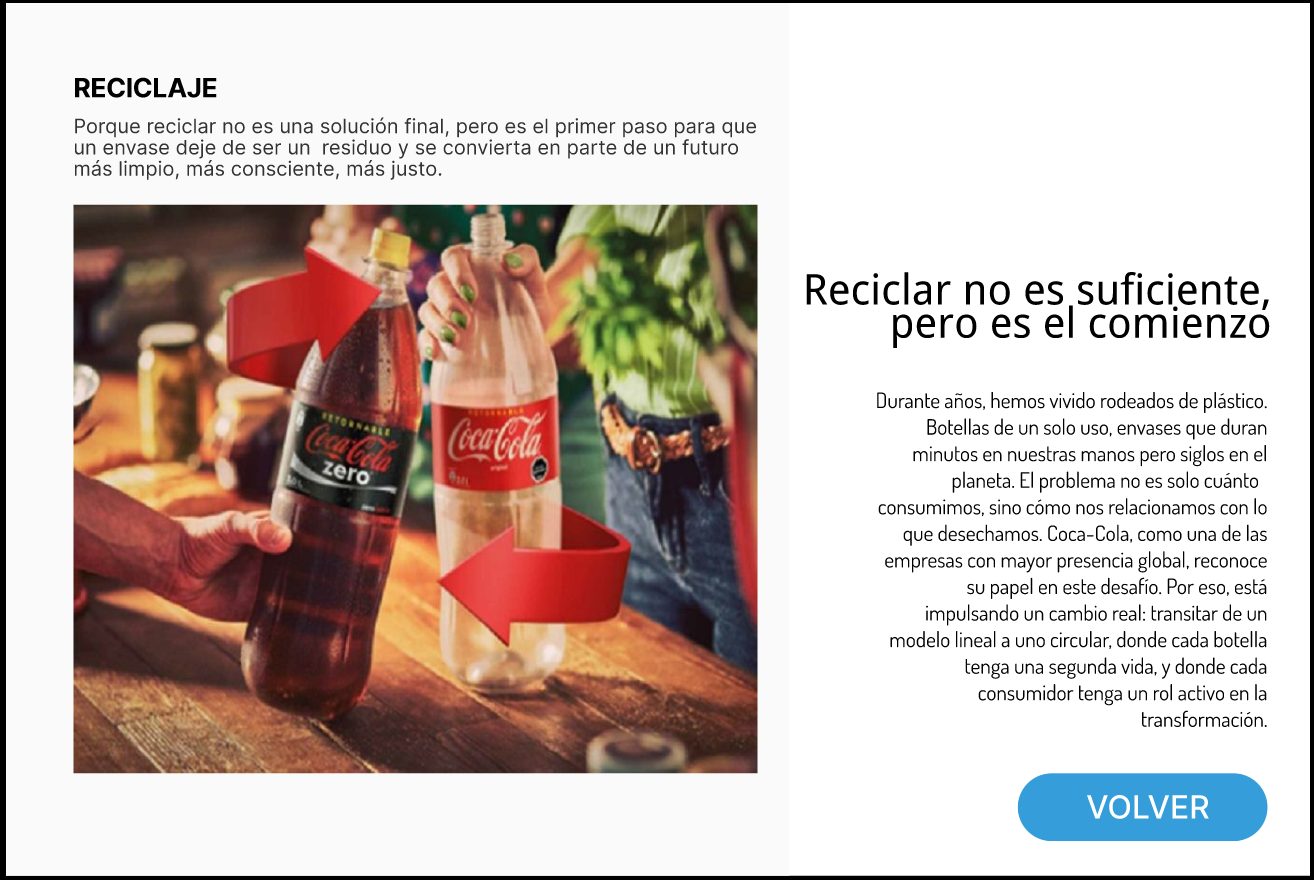 RECICLAJE
Porque reciclar no es una solución final, pero es el primer paso para que
un envase deje de ser un  residuo y se convierta en parte de un futuro
más limpio, más consciente, más justo.
RETORNABLE
Coca-Cola
zero
RETORNABLE
Coca-Cola
original
Reciclar no es suficiente,
pero es el comienzo
Durante años, hemos vivido rodeados de plástico.
Botellas de un solo uso, envases que duran
minutos en nuestras manos pero siglos en el
planeta. El problema no es solo cuánto
consumimos, sino cómo nos relacionamos con lo
que desechamos. Coca-Cola, como una de las
empresas con mayor presencia global, reconoce
su papel en este desafío. Por eso, está
impulsando un cambio real: transitar de un
modelo lineal a uno circular, donde cada botella
tenga una segunda vida, y donde cada
consumidor tenga un rol activo en la
transformación.
VOLVER